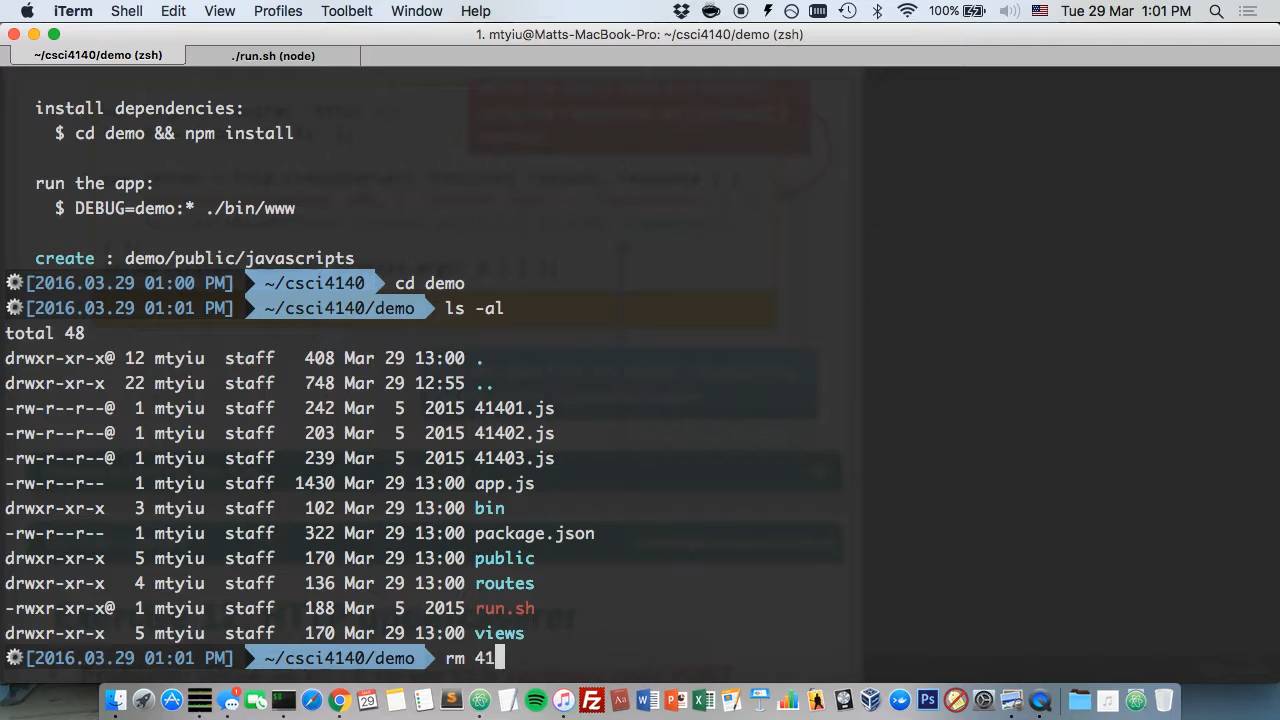 iTerm Shell Edit View Profiles Toolbelt Window Help 100% Tue 29 Mar 1:01 PM
1. mtyiu@Matts-MacBook-Pro: ~/csci4140/demo (zsh)
~/csci4140/demo (zsh) ./run.sh (node)
install dependencies:
$ cd demo && npm install
run the app:
$ DEBUG=demo:* ./bin/www
create : demo/public/javascripts
[2016.03.29 01:00 PM] ~/csci4140 cd demo
[2016.03.29 01:01 PM] ~/csci4140/demo ls -al
total 48
drwxr-xr-x@ 12 mtyiu staff 408 Mar 29 13:00 .
drwxr-xr-x 22 mtyiu staff 748 Mar 29 12:55 ..
-rw-r--r--@ 1 mtyiu staff 242 Mar 5 2015 41401.js
-rw-r--r--@ 1 mtyiu staff 203 Mar 5 2015 41402.js
-rw-r--r--@ 1 mtyiu staff 239 Mar 5 2015 41403.js
-rw-r--r-- 1 mtyiu staff 1430 Mar 29 13:00 app.js
drwxr-xr-x 3 mtyiu staff 102 Mar 29 13:00 bin
-rw-r--r-- 1 mtyiu staff 322 Mar 29 13:00 package.json
drwxr-xr-x 5 mtyiu staff 170 Mar 29 13:00 public
drwxr-xr-x 4 mtyiu staff 136 Mar 29 13:00 routes
-rwxr-xr-x@ 1 mtyiu staff 188 Mar 5 2015 run.sh
drwxr-xr-x 5 mtyiu staff 170 Mar 29 13:00 views
[2016.03.29 01:01 PM] ~/csci4140/demo rm 41